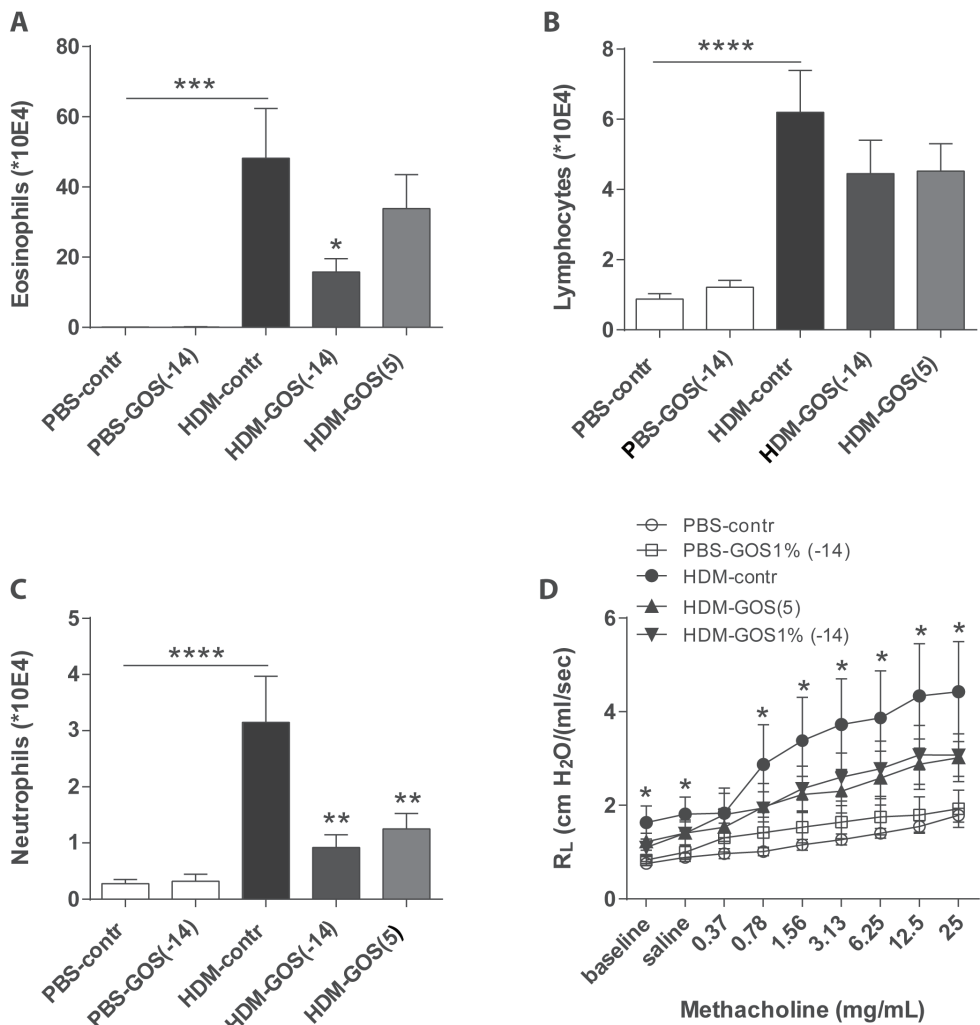 A
Eosinophils (*10E4)
80
60
40
20
0
***
*
PBS-contr
PBS-GOS(-14)
HDM-contr
HDM-GOS(-14)
HDM-GOS(5)
B
Lymphocytes (*10E4)
8
6
4
2
0
****
PBS-contr
PBS-GOS(-14)
HDM-contr
HDM-GOS(-14)
HDM-GOS(5)
C
Neutrophils (*10E4)
5
4
3
2
1
0
****
**
**
PBS-contr
PBS-GOS(-14)
HDM-contr
HDM-GOS(-14)
HDM-GOS(5)
D
PBS-contr
PBS-GOS1% (-14)
HDM-contr
HDM-GOS(5)
HDM-GOS1% (-14)
R_L (cm H₂O/(ml/sec)
6
4
2
0
* * * * * * * *
baseline
saline
0.37
0.78
1.56
3.13
6.25
12.5
25
Methacholine (mg/mL)